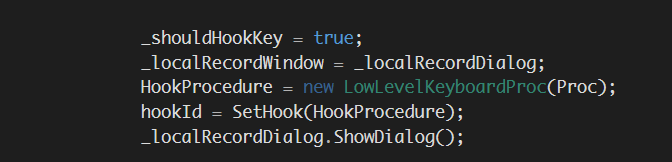 _shouldHookKey = true;
_localRecordWindow = _localRecordDialog;
HookProcedure = new LowLevelKeyboardProc(Proc);
hookId = SetHook(HookProcedure);
_localRecordDialog.ShowDialog();